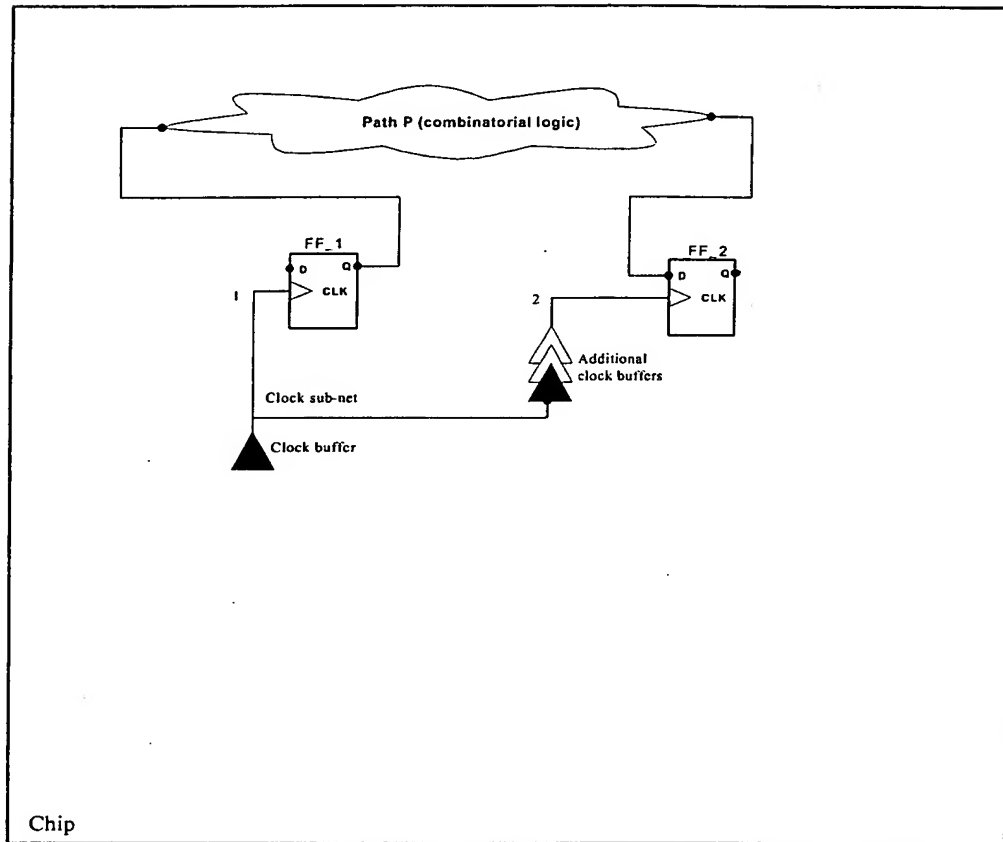 Path P (combinatorial logic)
FF_1
D Q
CLK
FF_2
D Q
CLK
1
2
Additional
clock buffers
Clock sub-net
Clock buffer
Chip